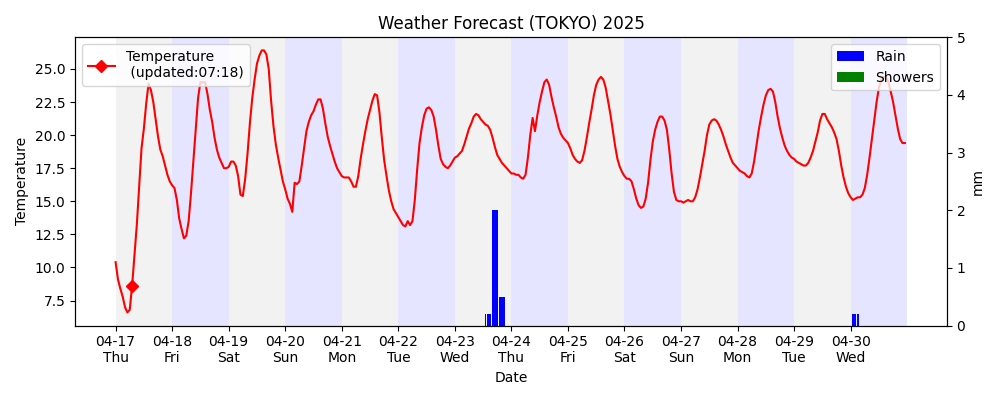 Weather Forecast (TOKYO) 2025
Temperature
(updated:07:18)
Rain
Showers
Temperature
25.0
22.5
20.0
17.5
15.0
12.5
10.0
7.5
5
4
3
2
1
0
mm
04-17 04-18 04-19 04-20 04-21 04-22 04-23 04-24 04-25 04-26 04-27 04-28 04-29 04-30
Thu Fri Sat Sun Mon Tue Wed Thu Fri Sat Sun Mon Tue Wed
Date